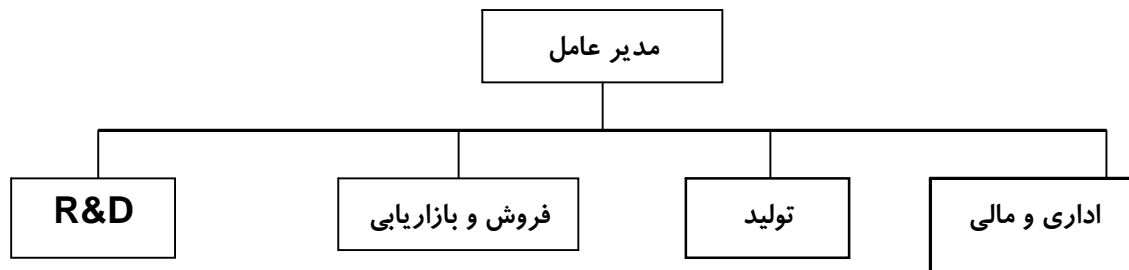 مدیر عامل
اداری و مالی
تولید
فروش و بازاریابی
R&D